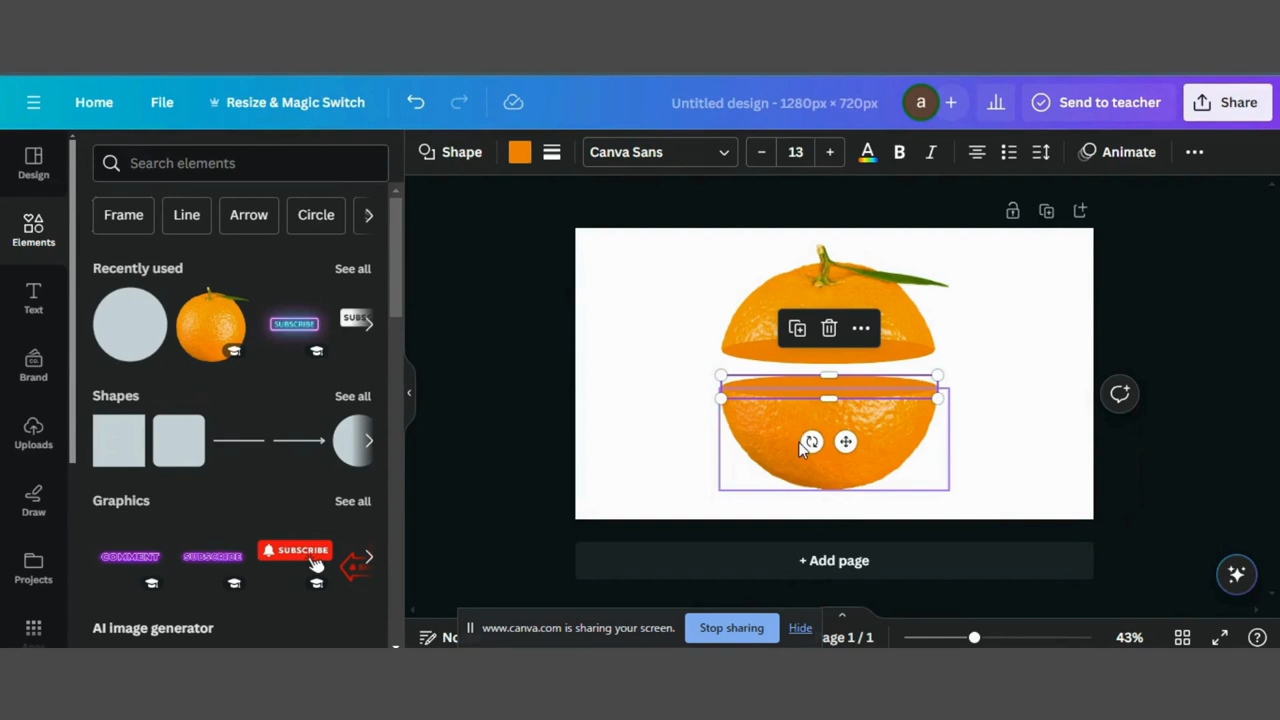 Home
File
Resize & Magic Switch
Untitled design - 1280px × 720px
a
Send to teacher
Share
Design
Elements
Text
Brand
Uploads
Draw
Projects
Search elements
Frame
Line
Arrow
Circle
Recently used
See all
SUBSCRIBE
SUBS
Shapes
See all
Graphics
See all
COMMENT
SUBSCRIBE
SUBSCRIBE
AI image generator
Shape
Canva Sans
13
A
B
I
Animate
+ Add page
No
www.canva.com is sharing your screen.
Stop sharing
Hide
age 1 / 1
43%